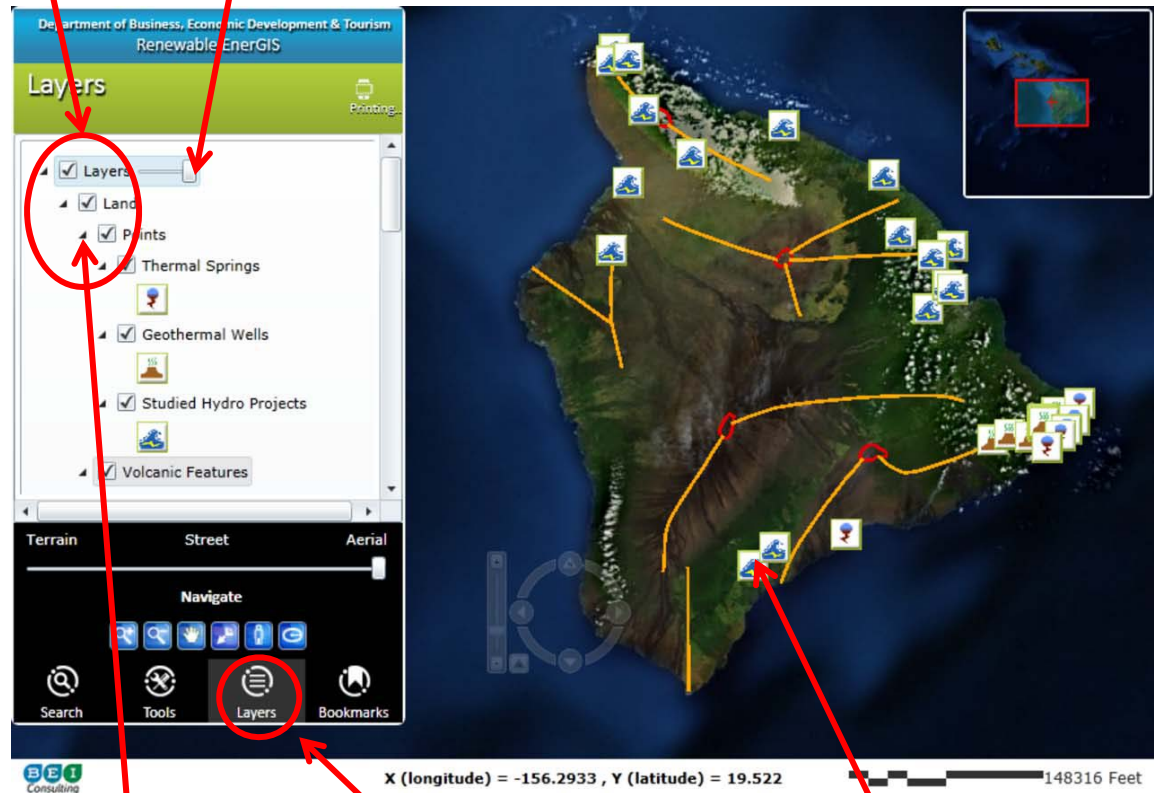 Department of Business, Economic Development & Tourism
Renewable EnerGIS
Layers
Printing..
Layers
Land
Points
Thermal Springs
Geothermal Wells
Studied Hydro Projects
Volcanic Features
Terrain Street Aerial
Navigate
Search Tools Layers Bookmarks
BEI
Consulting
X (longitude) = -156.2933 , Y (latitude) = 19.522
148316 Feet